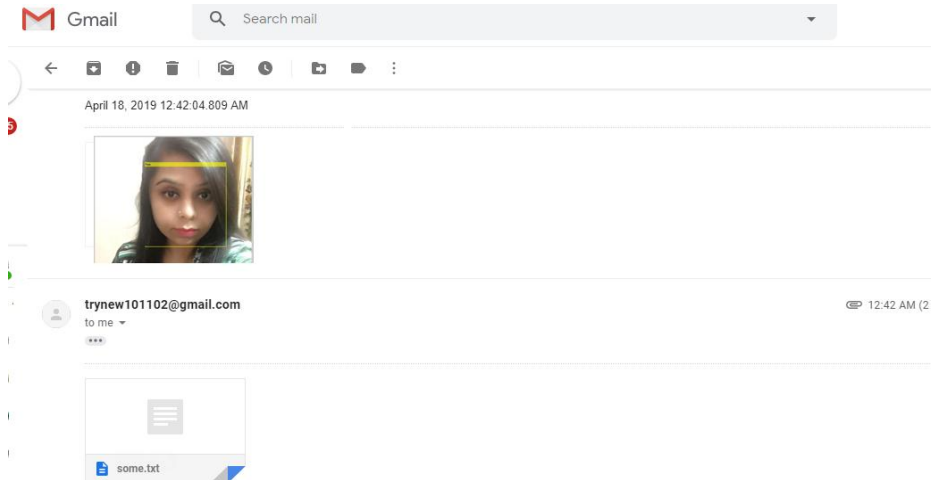 Gmail
Search mail
April 18, 2019 12:42:04.809 AM
trynew101102@gmail.com
12:42 AM (2
to me
some.txt